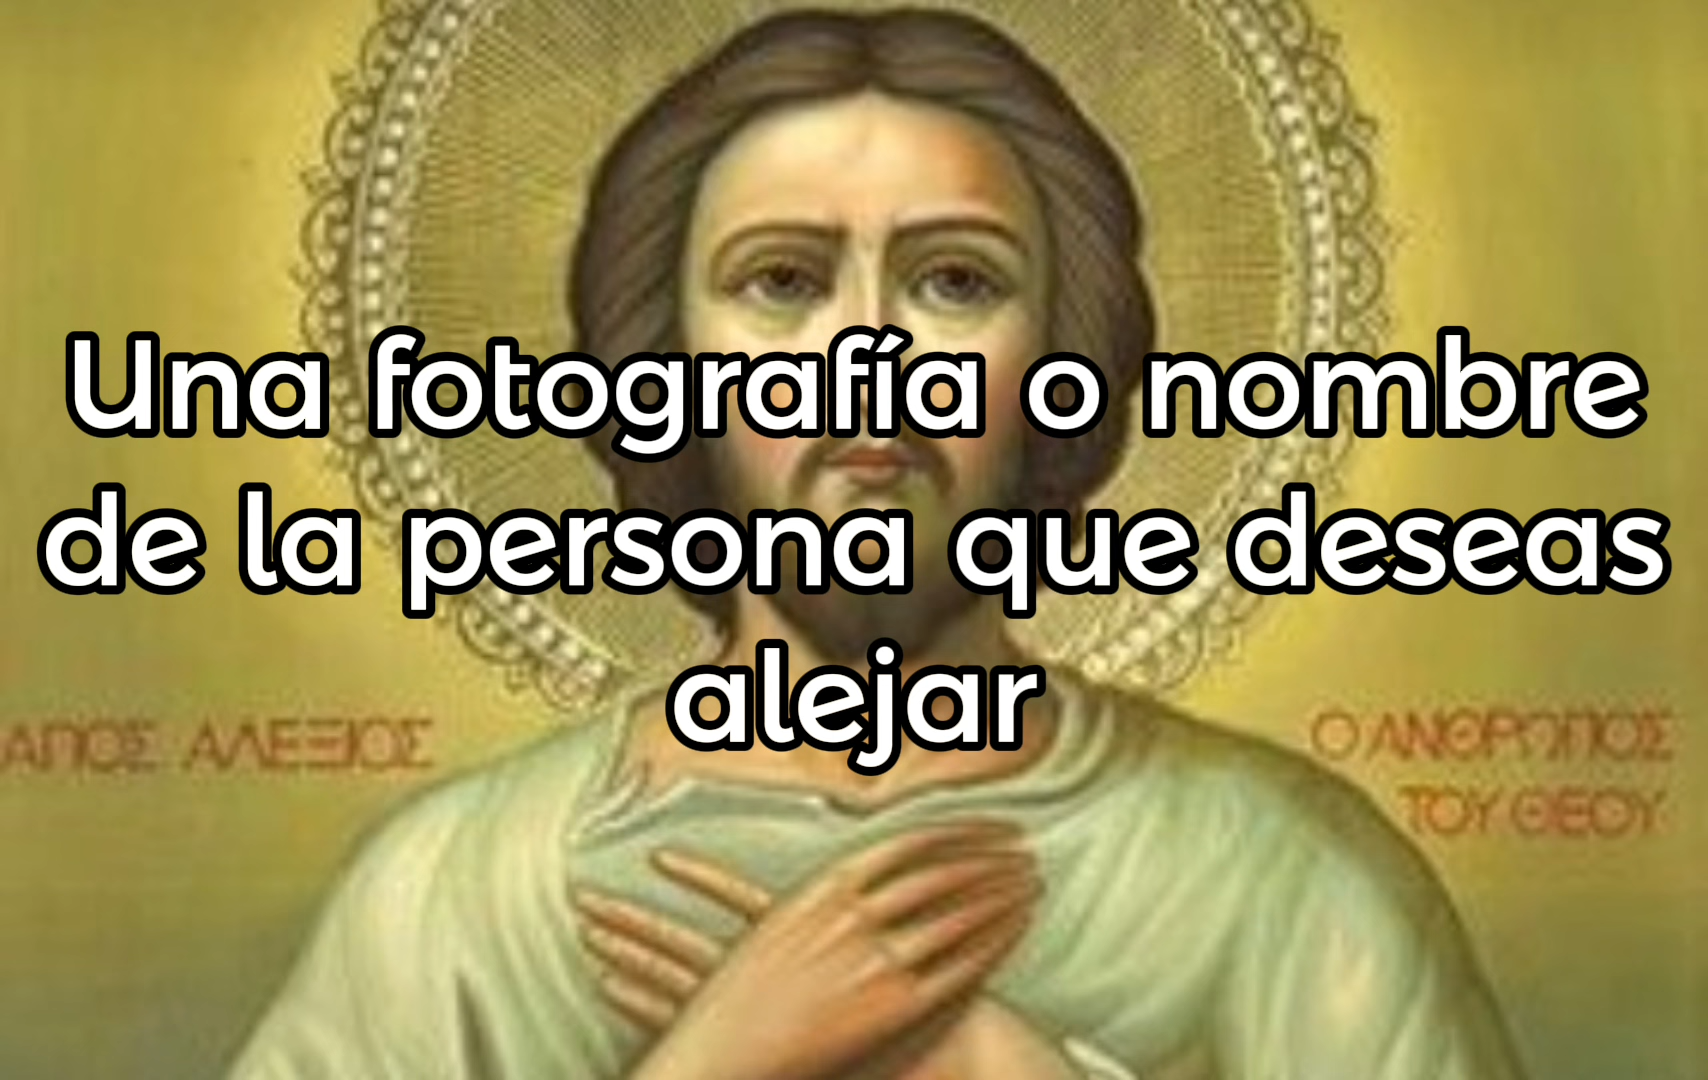 Una fotografía o nombre
de la persona que deseas
alejar
ΑΓΙΟΣ ΑΛΕΞΙΟΣ
Ο ΑΝΘΡΩΠΟΣ
ΤΟΥ ΘΕΟΥ